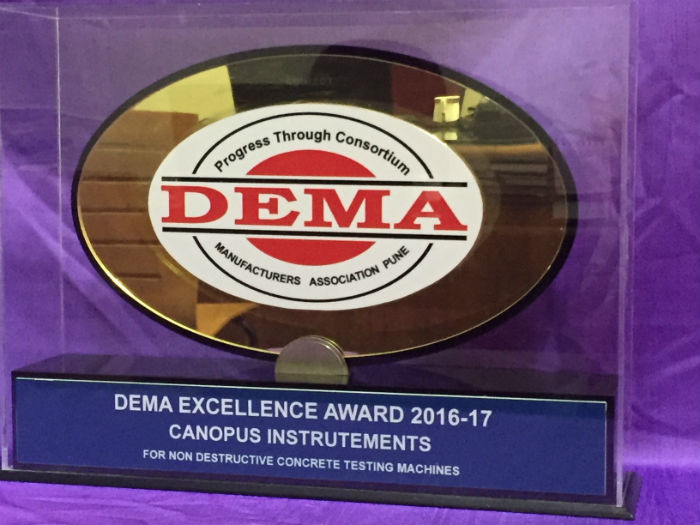 Progress Through Consortium
DEMA
MANUFACTURERS ASSOCIATION PUNE
DEMA EXCELLENCE AWARD 2016-17
CANOPUS INSTRUTEMENTS
FOR NON DESTRUCTIVE CONCRETE TESTING MACHINES